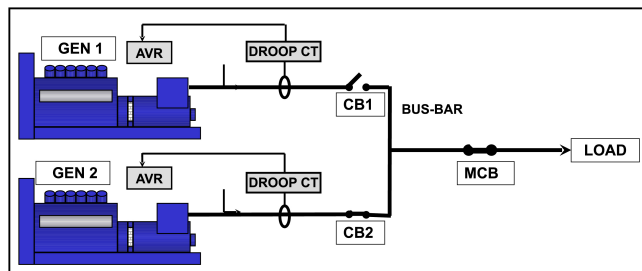 GEN 1
AVR
DROOP CT
CB1
BUS-BAR
LOAD
MCB
GEN 2
AVR
DROOP CT
CB2